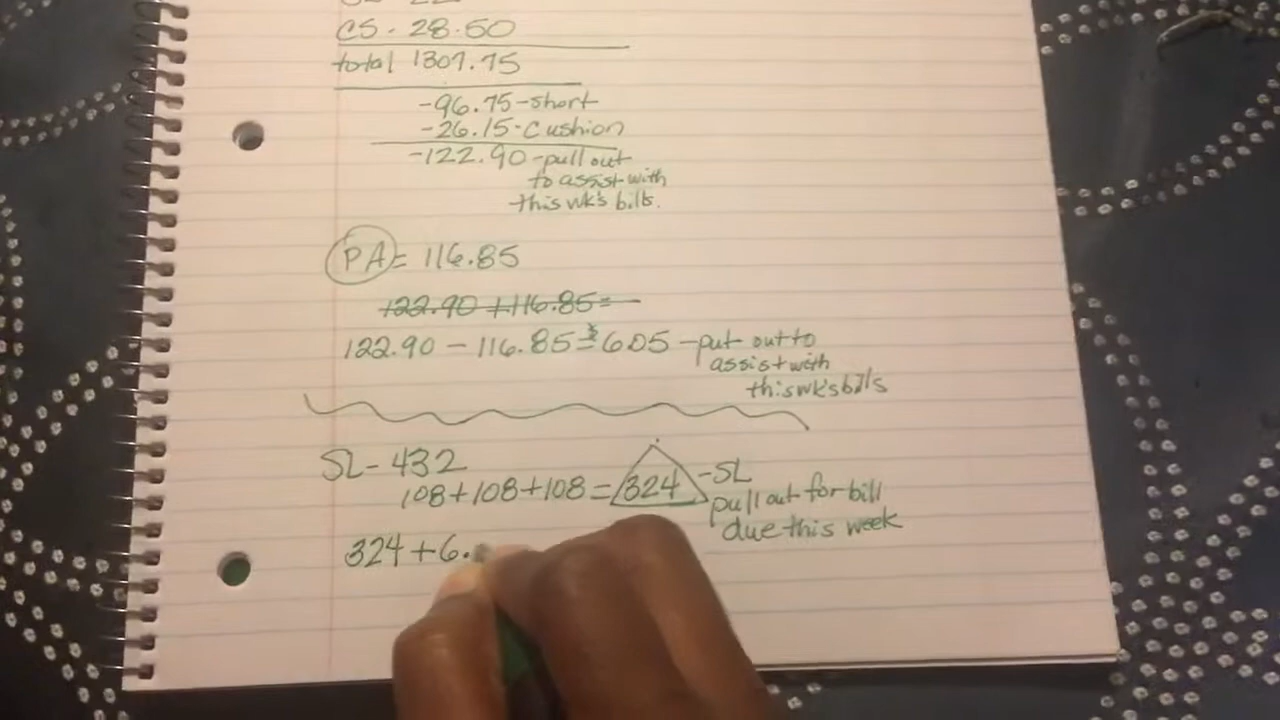 CS - 28.50
total 1307.75
-96.75-short
-26.15-Cushion
-122.90-pull out
to assist with
this wk's bills.
PA = 116.85
122.90 + 116.85 =
122.90 - 116.85 = $6.05 - put out to
assist with
this wk's bills
SL - 432
108+108+108 = 324 - SL
pull out for bill
due this week
324 + 6.